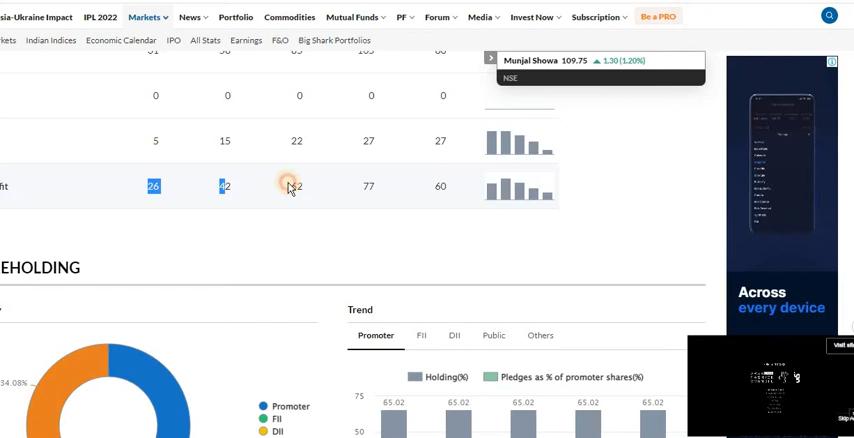 sia-Ukraine Impact IPL 2022 Markets News Portfolio Commodities Mutual Funds PF Forum Media Invest Now Subscription Be a PRO
rkets Indian Indices Economic Calendar IPO All Stats Earnings F&O Big Shark Portfolios
Munjal Showa 109.75 1.30 (1.20%)
NSE
0 0 0 0 0
5 15 22 27 27
fit 26 42 62 77 60
EHOLDING
Trend
Promoter FII DII Public Others
34.08%
Promoter
FII
DII
Holding(%) Pledges as % of promoter shares(%)
75
65.02 65.02 65.02 65.02 65.02
50
Across
every device